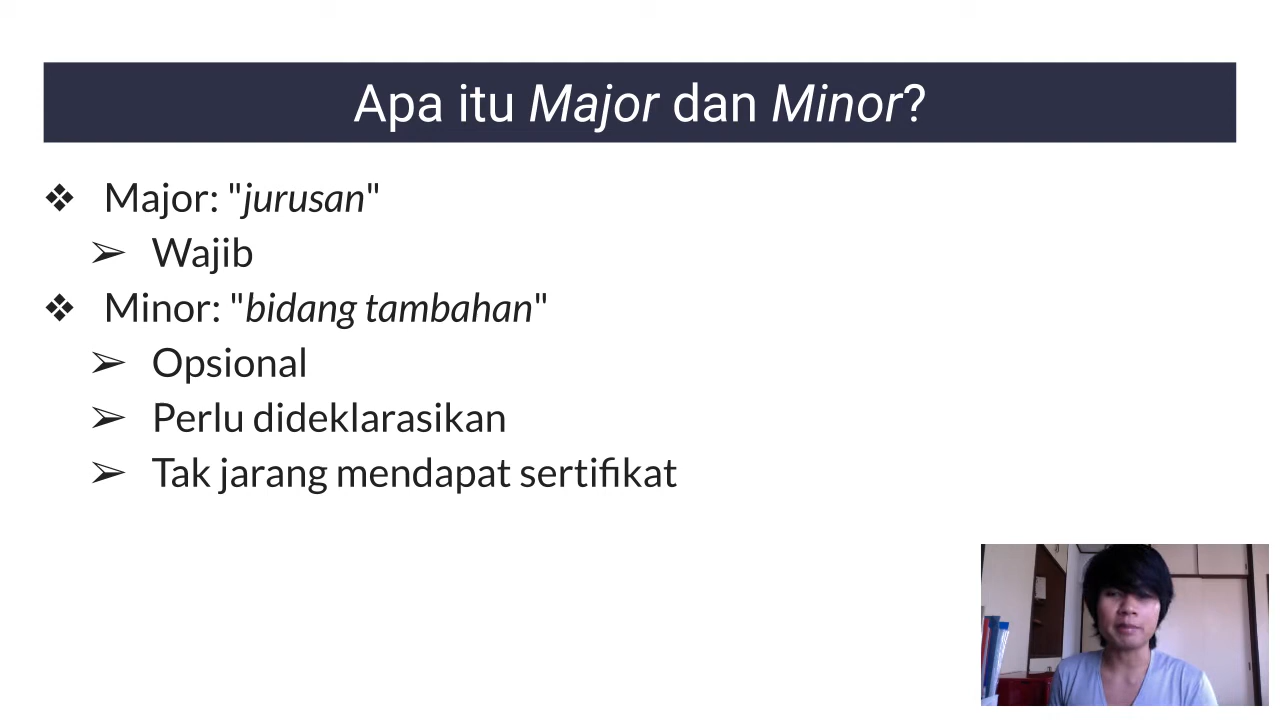 Apa itu Major dan Minor?
❖ Major: "jurusan"
➢ Wajib
❖ Minor: "bidang tambahan"
➢ Opsional
➢ Perlu dideklarasikan
➢ Tak jarang mendapat sertifikat